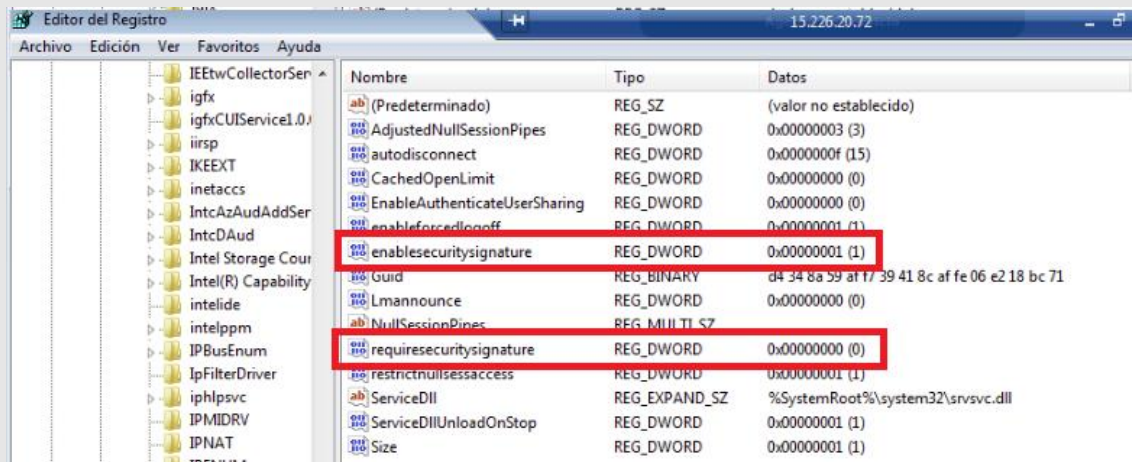 Editor del Registro
15.226.20.72
Archivo Edición Ver Favoritos Ayuda
IEEtwCollectorSer
igfx
igfxCUIService1.0.
iirsp
IKEEXT
inetaccs
IntcAzAudAddSer
IntcDAud
Intel Storage Cour
Intel(R) Capability
intelide
intelppm
IPBusEnum
IpFilterDriver
iphlpsvc
IPMIDRV
IPNAT
Nombre Tipo Datos
(Predeterminado) REG_SZ (valor no establecido)
AdjustedNullSessionPipes REG_DWORD 0x00000003 (3)
autodisconnect REG_DWORD 0x0000000f (15)
CachedOpenLimit REG_DWORD 0x00000000 (0)
EnableAuthenticateUserSharing REG_DWORD 0x00000000 (0)
enableforcedlogoff REG_DWORD 0x00000001 (1)
enablesecuritysignature REG_DWORD 0x00000001 (1)
Guid REG_BINARY d4 34 8a 59 af f7 39 41 8c af fe 06 e2 18 bc 71
Lmannounce REG_DWORD 0x00000000 (0)
NullSessionPipes REG_MULTI_SZ
requiresecuritysignature REG_DWORD 0x00000000 (0)
restrictnullsessaccess REG_DWORD 0x00000001 (1)
ServiceDll REG_EXPAND_SZ %SystemRoot%\system32\srvsvc.dll
ServiceDllUnloadOnStop REG_DWORD 0x00000001 (1)
Size REG_DWORD 0x00000001 (1)